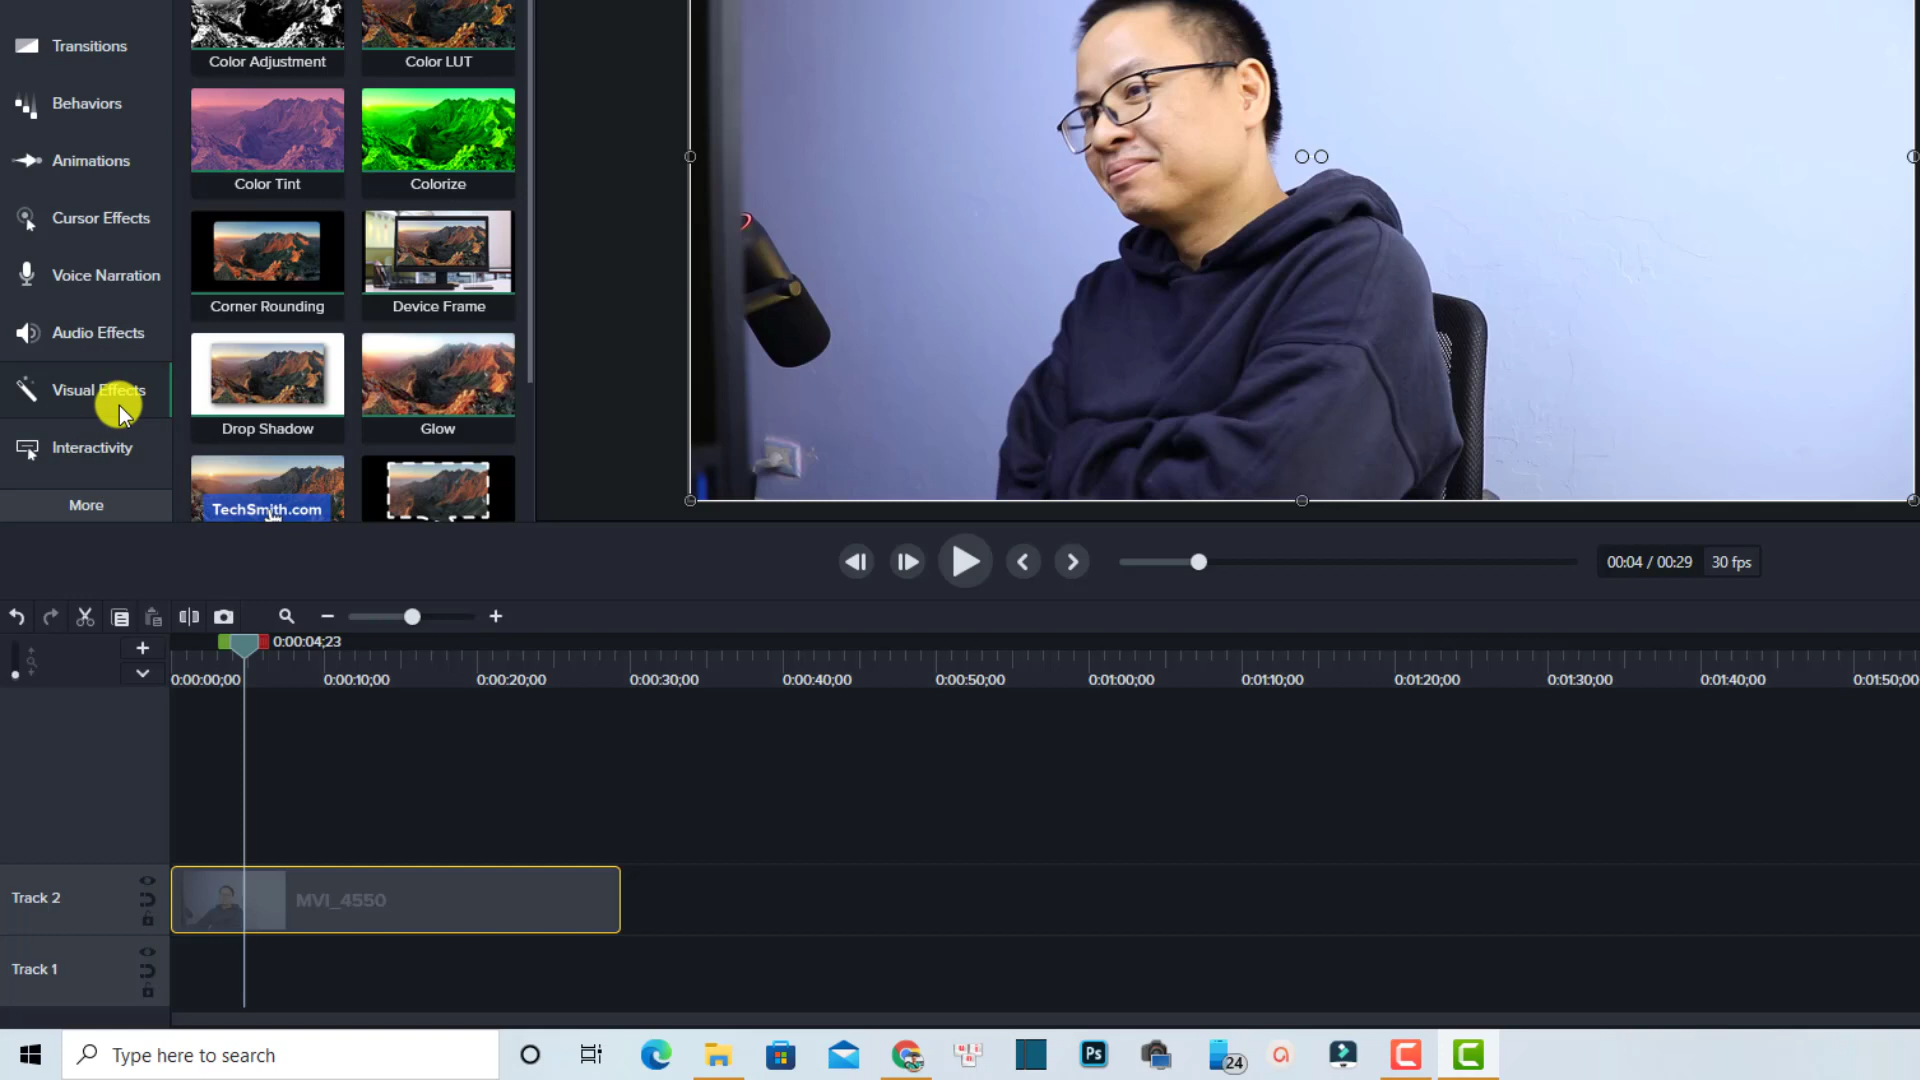 Transitions
Behaviors
Animations
Cursor Effects
Voice Narration
Audio Effects
Visual Effects
Interactivity
More
Color Adjustment
Color LUT
Color Tint
Colorize
Corner Rounding
Device Frame
Drop Shadow
Glow
TechSmith.com
00:04 / 00:29 30 fps
0:00:04;23
0:00:00;00 0:00:10;00 0:00:20;00 0:00:30;00 0:00:40;00 0:00:50;00 0:01:00;00 0:01:10;00 0:01:20;00 0:01:30;00 0:01:40;00 0:01:50;00
Track 2
MVI_4550
Track 1
Type here to search
Ps
24